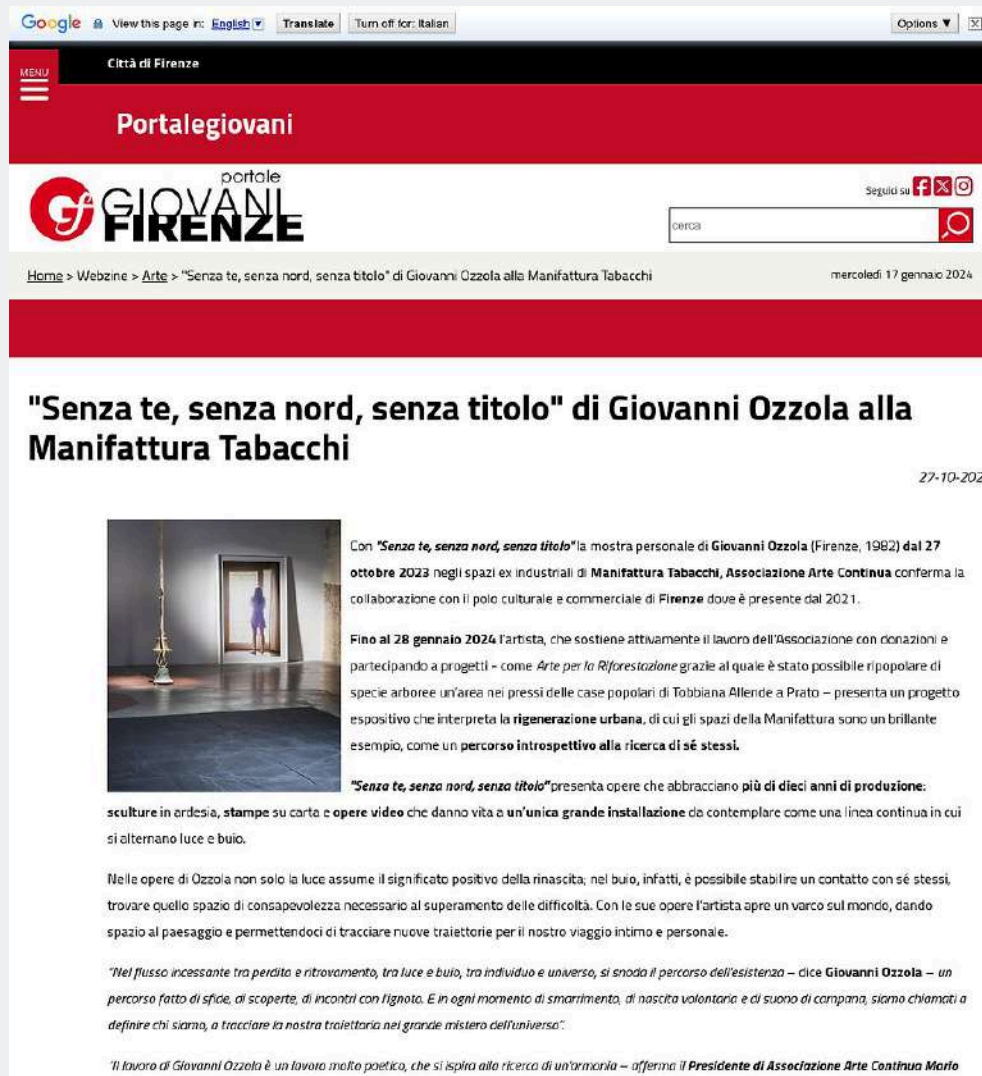 Google View this page in: English Translate Turn off for: Italian Options
MENU
Città di Firenze
Portalegiovani
portale
GIOVANI
FIRENZE
Seguici su
cerca
Home > Webzine > Arte > "Senza te, senza nord, senza titolo" di Giovanni Ozzola alla Manifattura Tabacchi
mercoledì 17 gennaio 2024
"Senza te, senza nord, senza titolo" di Giovanni Ozzola alla
Manifattura Tabacchi
27-10-202
Con "Senza te, senza nord, senza titolo" la mostra personale di Giovanni Ozzola (Firenze, 1982) dal 27
ottobre 2023 negli spazi ex industriali di Manifattura Tabacchi, Associazione Arte Continua conferma la
collaborazione con il polo culturale e commerciale di Firenze dove è presente dal 2021.
Fino al 28 gennaio 2024 l'artista, che sostiene attivamente il lavoro dell'Associazione con donazioni e
partecipando a progetti - come Arte per la Riforestazione grazie al quale è stato possibile ripopolare di
specie arboree un'area nei pressi delle case popolari di Tobbiana Allende a Prato – presenta un progetto
espositivo che interpreta la rigenerazione urbana, di cui gli spazi della Manifattura sono un brillante
esempio, come un percorso introspettivo alla ricerca di sé stessi.
"Senza te, senza nord, senza titolo" presenta opere che abbracciano più di dieci anni di produzione:
sculture in ardesia, stampe su carta e opere video che danno vita a un'unica grande installazione da contemplare come una linea continua in cui
si alternano luce e buio.
Nelle opere di Ozzola non solo la luce assume il significato positivo della rinascita; nel buio, infatti, è possibile stabilire un contatto con sé stessi,
trovare quello spazio di consapevolezza necessario al superamento delle difficoltà. Con le sue opere l'artista apre un varco sul mondo, dando
spazio al paesaggio e permettendoci di tracciare nuove traiettorie per il nostro viaggio intimo e personale.
"Nel flusso incessante tra perdita e ritrovamento, tra luce e buio, tra individuo e universo, si snoda il percorso dell'esistenza – dice Giovanni Ozzola – un
percorso fatto di sfide, di scoperte, di incontri con l'ignoto. E in ogni momento di smarrimento, di nascita volontaria e di suono di campana, siamo chiamati a
definire chi siamo, a tracciare la nostra traiettoria nel grande mistero dell'universo".
"Il lavoro di Giovanni Ozzola è un lavoro molto poetico, che si ispira alla ricerca di un'armonia – afferma il Presidente di Associazione Arte Continua Mario